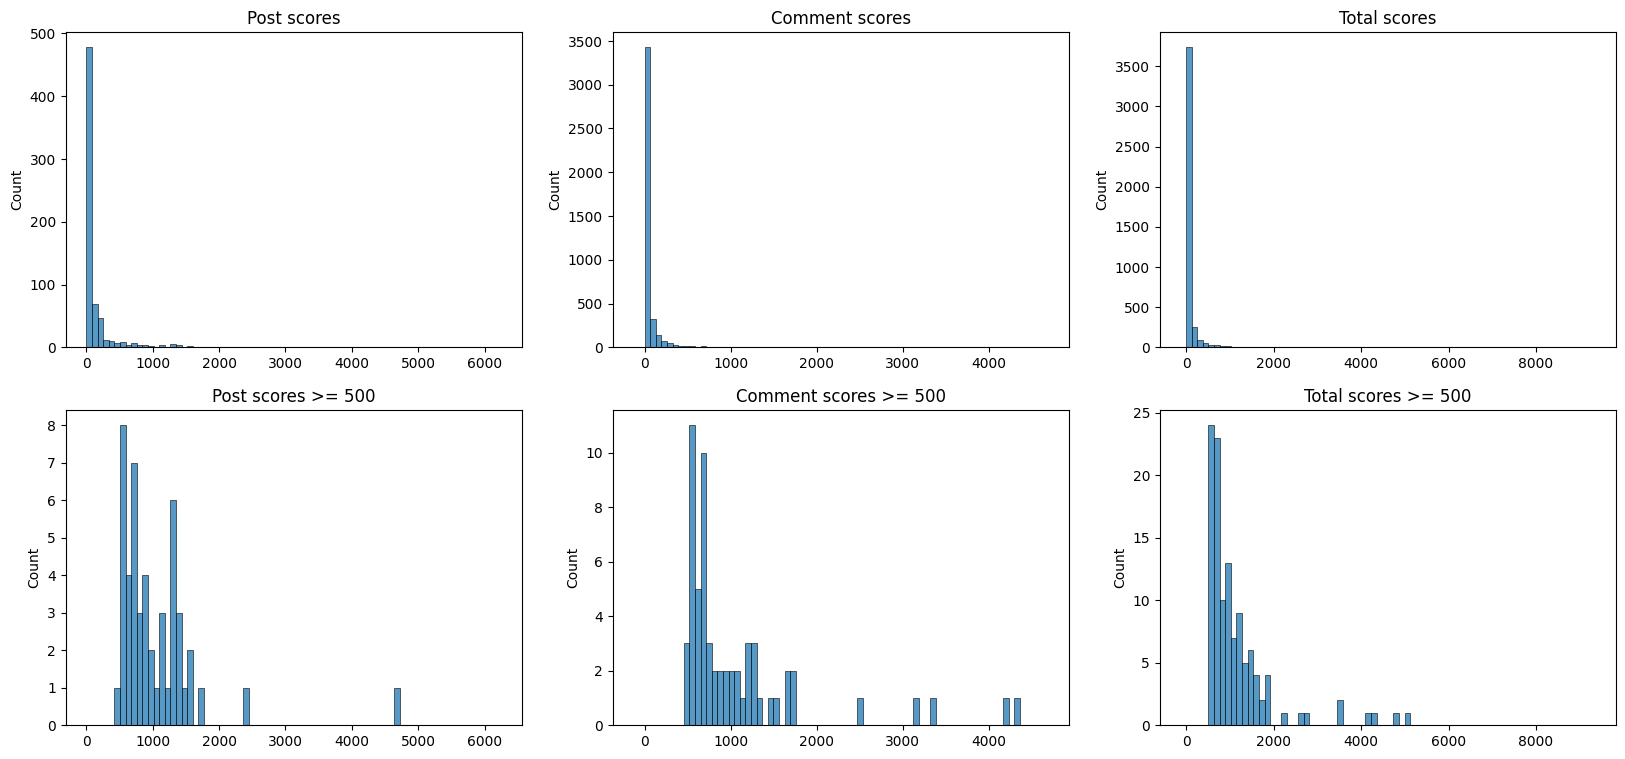 Post scores
Count
500
400
300
200
100
0
0 1000 2000 3000 4000 5000 6000
Comment scores
Count
3500
3000
2500
2000
1500
1000
500
0
0 1000 2000 3000 4000
Total scores
Count
3500
3000
2500
2000
1500
1000
500
0
0 2000 4000 6000 8000
Post scores >= 500
Count
8
7
6
5
4
3
2
1
0
0 1000 2000 3000 4000 5000 6000
Comment scores >= 500
Count
10
8
6
4
2
0
0 1000 2000 3000 4000
Total scores >= 500
Count
25
20
15
10
5
0
0 2000 4000 6000 8000